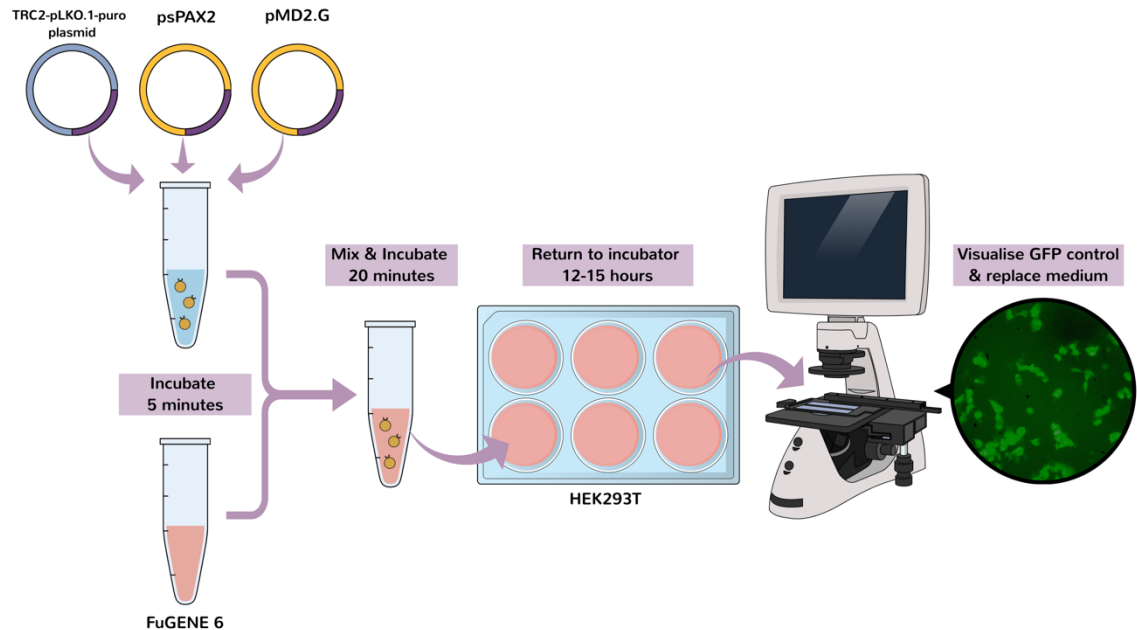 TRC2-pLKO.1-puro
plasmid
psPAX2
pMD2.G
Incubate
5 minutes
FuGENE 6
Mix & Incubate
20 minutes
Return to incubator
12-15 hours
HEK293T
Visualise GFP control
& replace medium